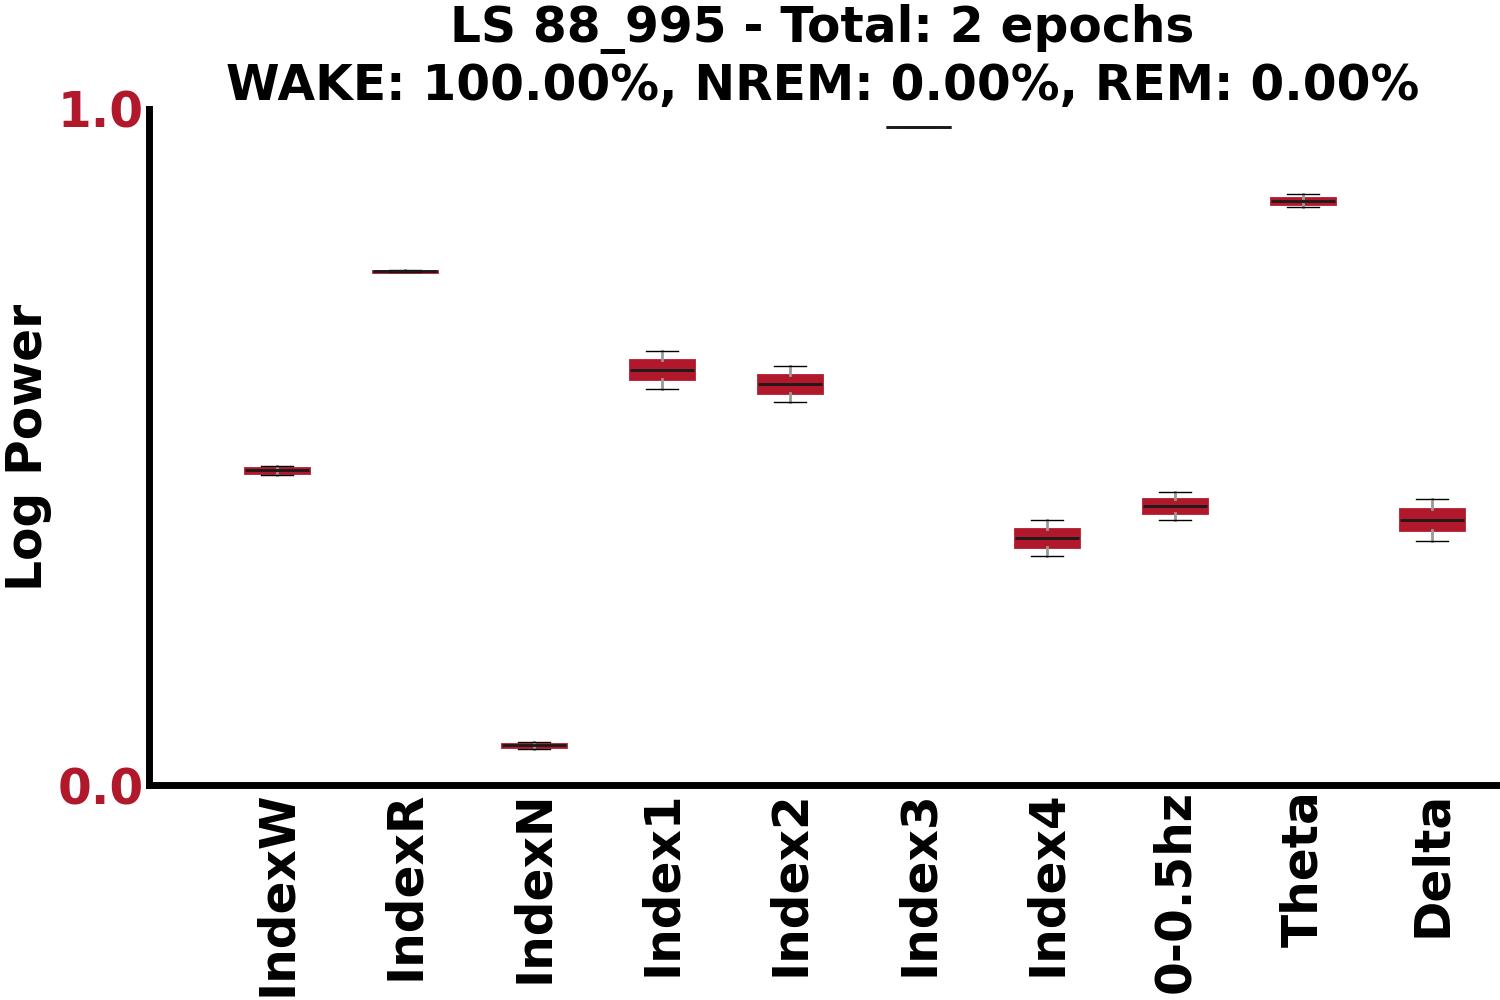 LS 88_995 - Total: 2 epochs
WAKE: 100.00%, NREM: 0.00%, REM: 0.00%
1.0
Log Power
0.0
IndexW
IndexR
IndexN
Index1
Index2
Index3
Index4
0-0.5hz
Theta
Delta